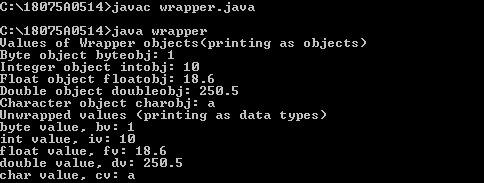 C:\18075A0514>javac wrapper.java
C:\18075A0514>java wrapper
Values of Wrapper objects(printing as objects)
Byte object byteobj: 1
Integer object intobj: 10
Float object floatobj: 18.6
Double object doubleobj: 250.5
Character object charobj: a
Unwrapped values (printing as data types)
byte value, bv: 1
int value, iv: 10
float value, fv: 18.6
double value, dv: 250.5
char value, cv: a